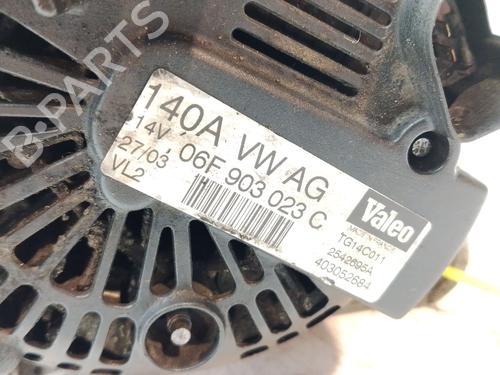 140A VW AG
14V 06F 903 023 C
27/03
VL2
Valeo
MADE IN FRANCE
TG14C011
2542695A
403052684
B-PARTS